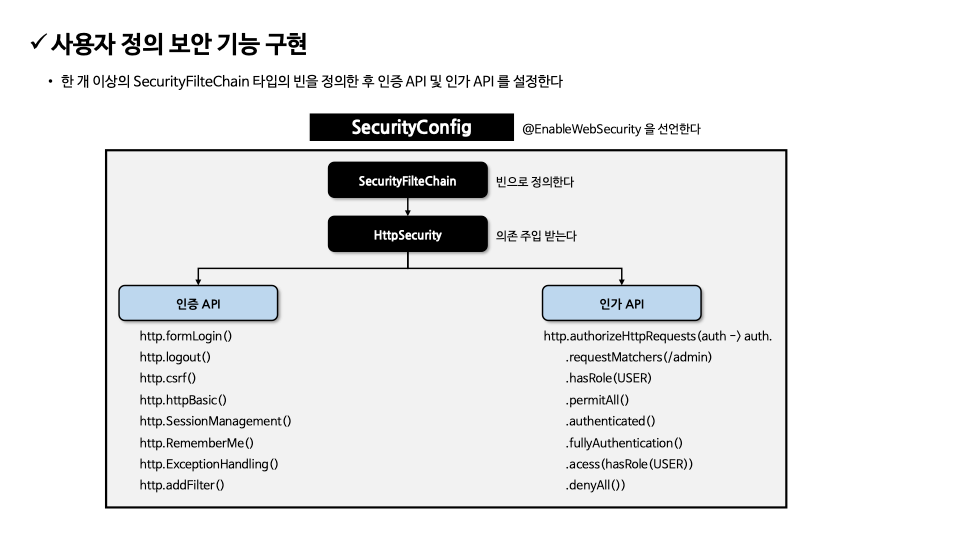 ✓ 사용자 정의 보안 기능 구현
• 한 개 이상의 SecurityFilteChain 타입의 빈을 정의한 후 인증 API 및 인가 API 를 설정한다
SecurityConfig
@EnableWebSecurity 을 선언한다
SecurityFilteChain
빈으로 정의한다
HttpSecurity
의존 주입 받는다
인증 API
http.formLogin()
http.logout()
http.csrf()
http.httpBasic()
http.SessionManagement()
http.RememberMe()
http.ExceptionHandling()
http.addFilter()
인가 API
http.authorizeHttpRequests(auth -> auth.
.requestMatchers(/admin)
.hasRole(USER)
.permitAll()
.authenticated()
.fullyAuthentication()
.acess(hasRole(USER))
.denyAll())